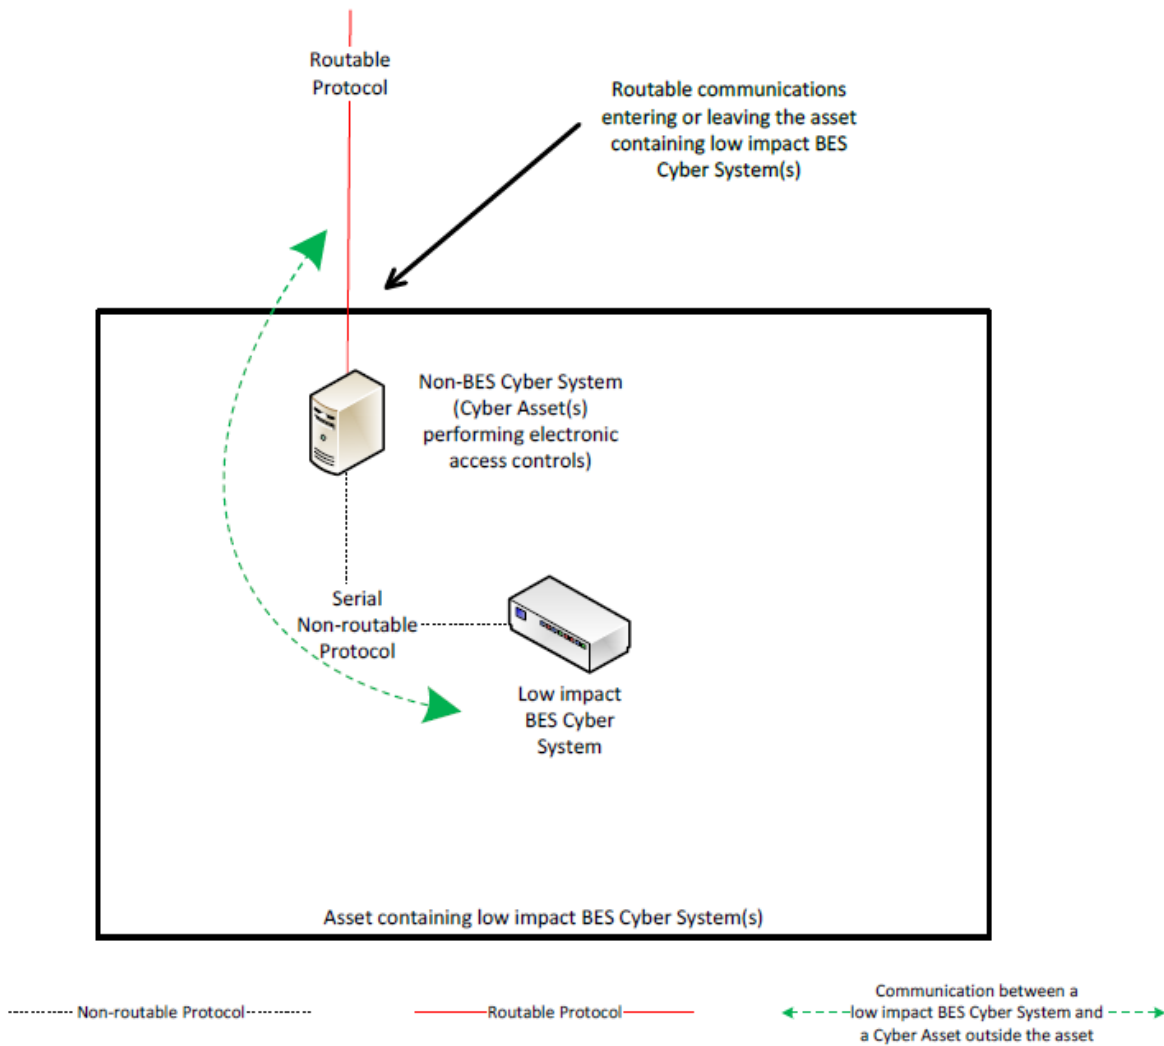 Routable
Protocol
Routable communications
entering or leaving the asset
containing low impact BES
Cyber System(s)
Non-BES Cyber System
(Cyber Asset(s)
performing electronic
access controls)
Serial
Non-routable
Protocol
Low impact
BES Cyber
System
Asset containing low impact BES Cyber System(s)
Non-routable Protocol
Routable Protocol
Communication between a
low impact BES Cyber System and
a Cyber Asset outside the asset